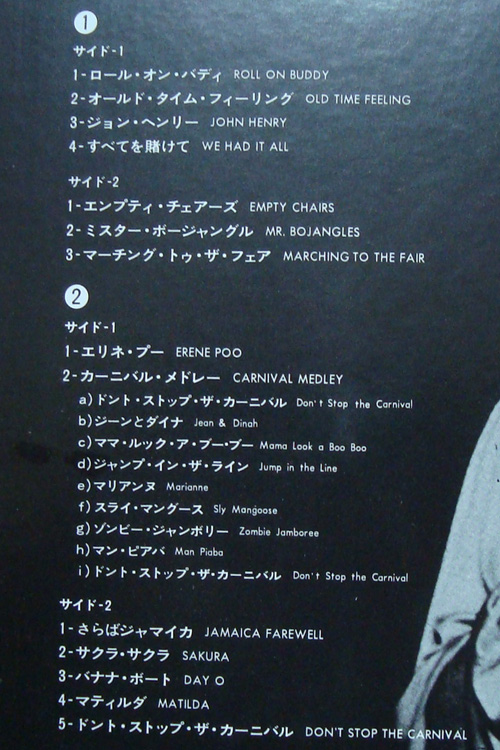 1
サイド-1
1-ロール・オン・バディ ROLL ON BUDDY
2-オールド・タイム・フィーリング OLD TIME FEELING
3-ジョン・ヘンリー JOHN HENRY
4-すべてを賭けて WE HAD IT ALL
サイド-2
1-エンプティ・チェアーズ EMPTY CHAIRS
2-ミスター・ボージャングル MR. BOJANGLES
3-マーチング・トゥ・ザ・フェア MARCHING TO THE FAIR
2
サイド-1
1-エリネ・プー ERENE POO
2-カーニバル・メドレー CARNIVAL MEDLEY
a)ドント・ストップ・ザ・カーニバル Don't Stop the Carnival
b)ジーンとダイナ Jean & Dinah
c)ママ・ルック・ア・ブー・ブー Mama Look a Boo Boo
d)ジャンプ・イン・ザ・ライン Jump in the Line
e)マリアンヌ Marianne
f)スライ・マングース Sly Mangoose
g)ゾンビー・ジャンボリー Zombie Jamboree
h)マン・ピアバ Man Piaba
i)ドント・ストップ・ザ・カーニバル Don't Stop the Carnival
サイド-2
1-さらばジャマイカ JAMAICA FAREWELL
2-サクラ・サクラ SAKURA
3-バナナ・ボート DAY O
4-マティルダ MATILDA
5-ドント・ストップ・ザ・カーニバル DON'T STOP THE CARNIVAL